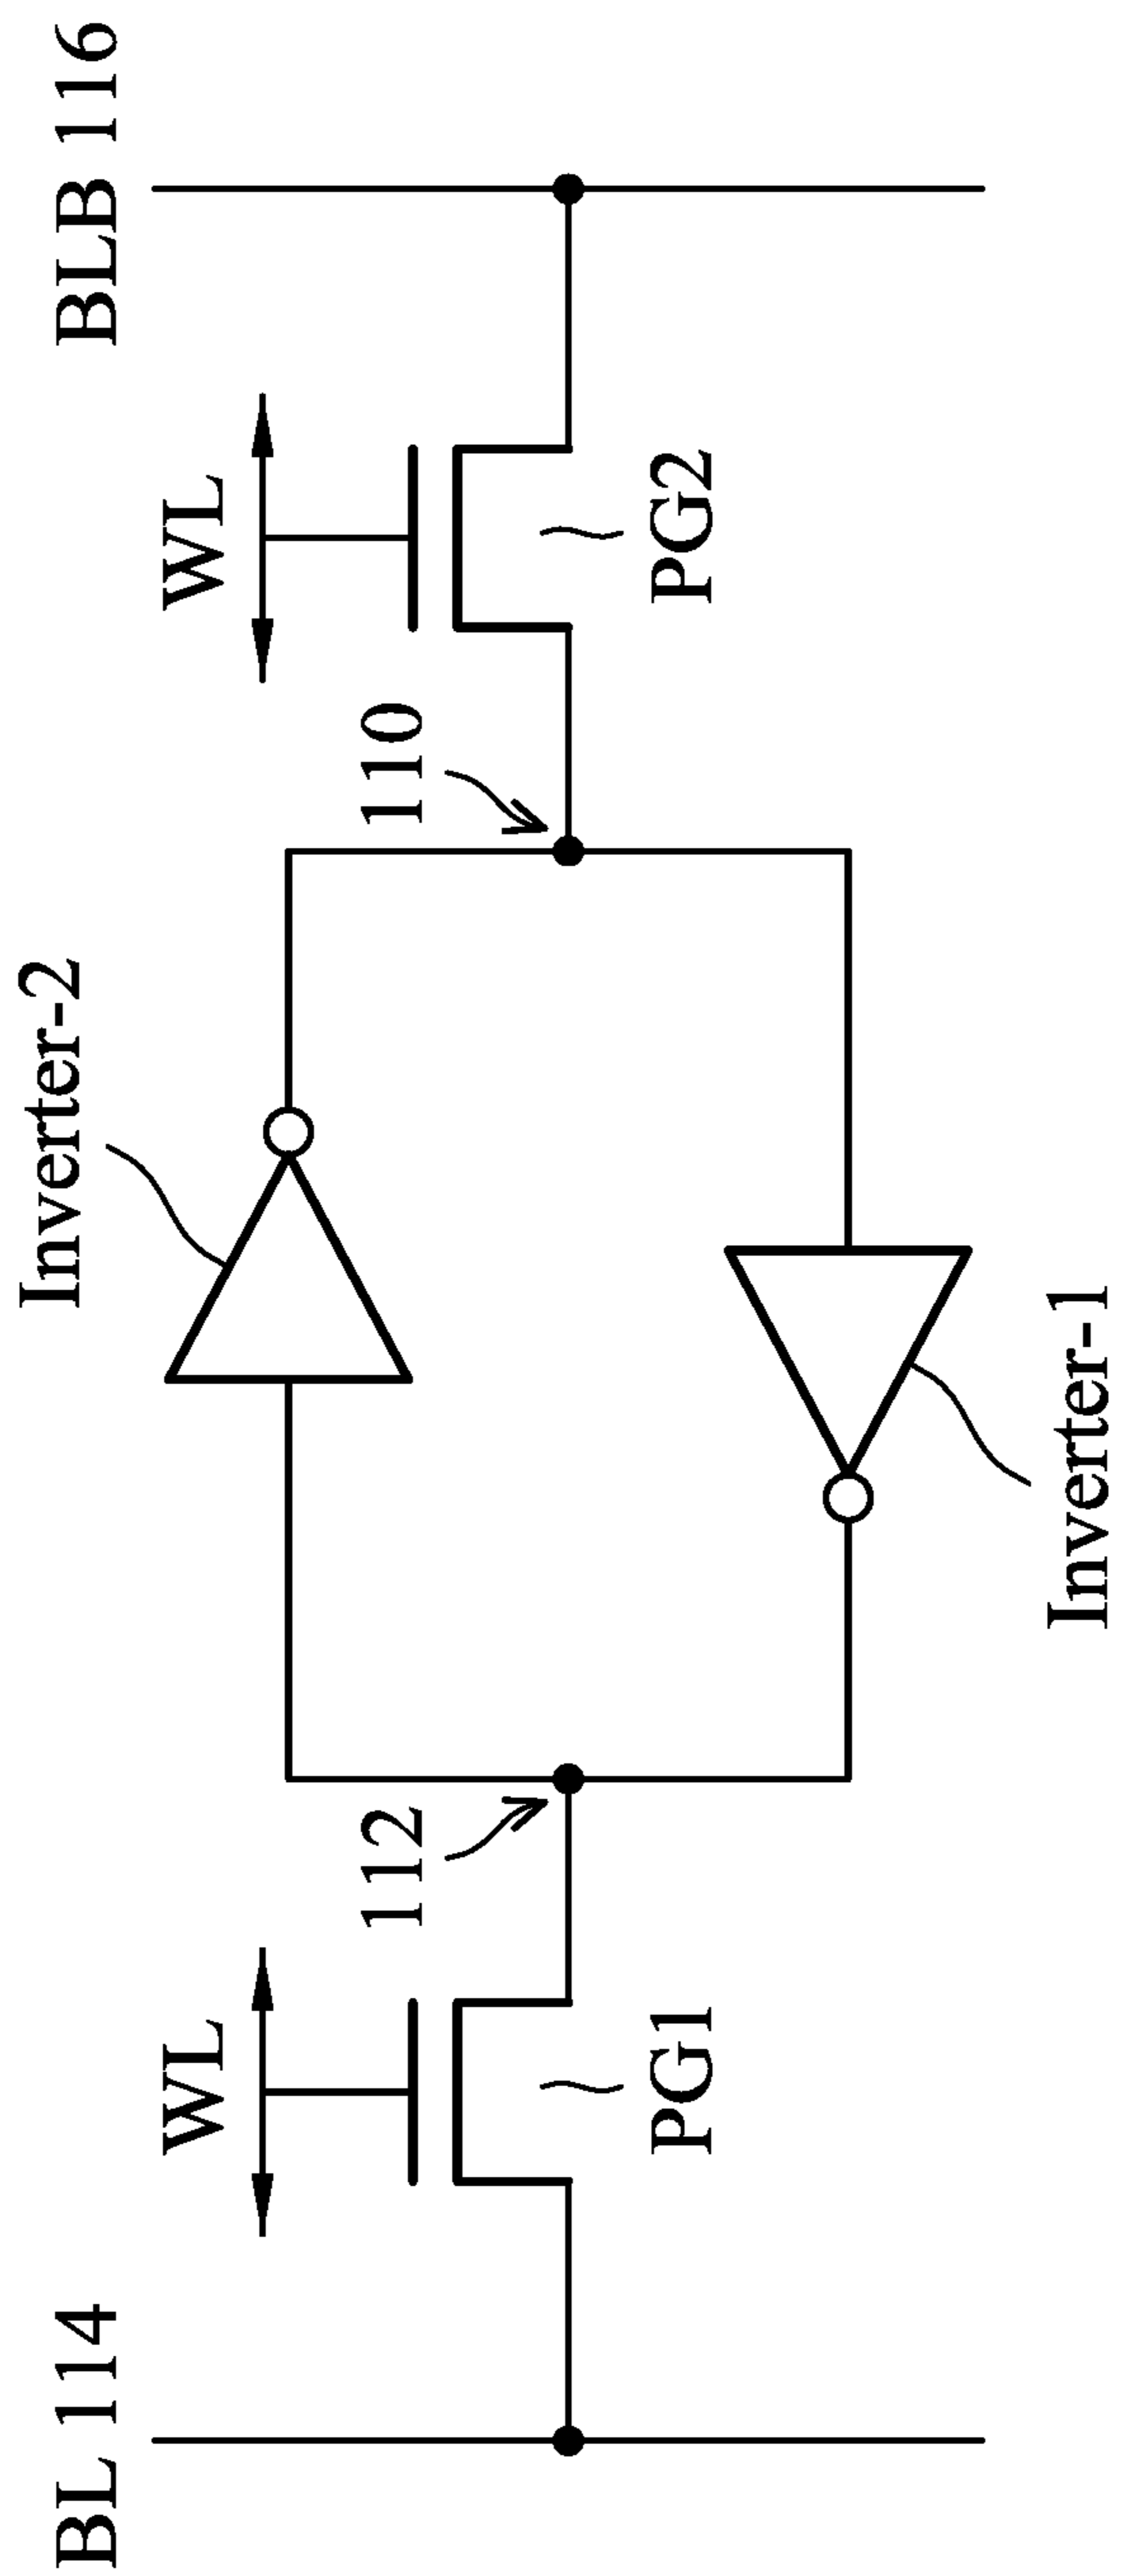 Inverter-2
BL 114
WL
WL
BLB 116
112
110
PG1
PG2
Inverter-1